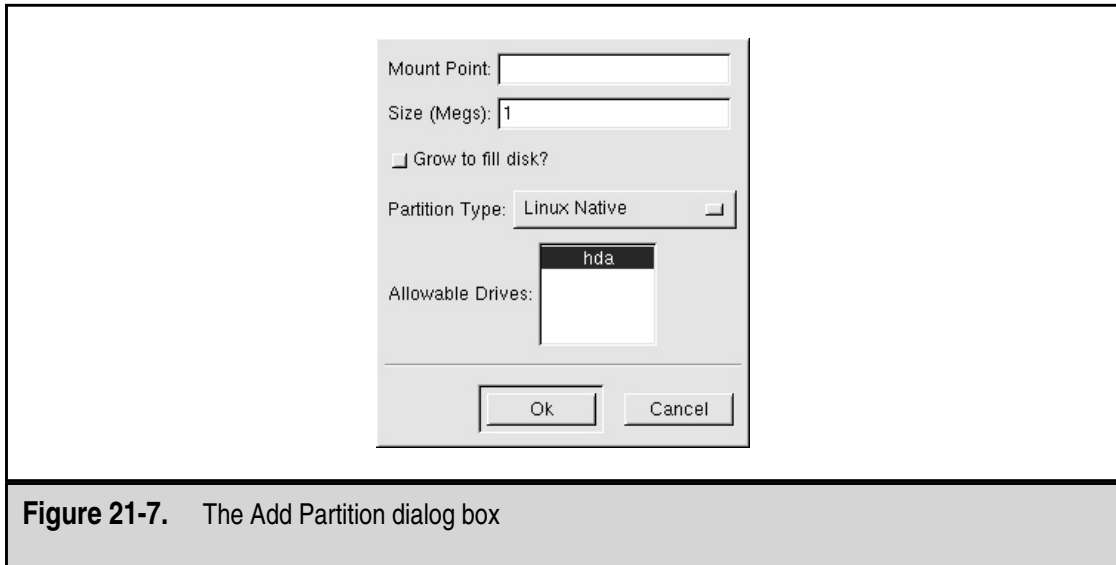 Mount Point:
Size (Megs): 1
Grow to fill disk?
Partition Type: Linux Native
hda
Allowable Drives:
Ok Cancel
Figure 21-7. The Add Partition dialog box